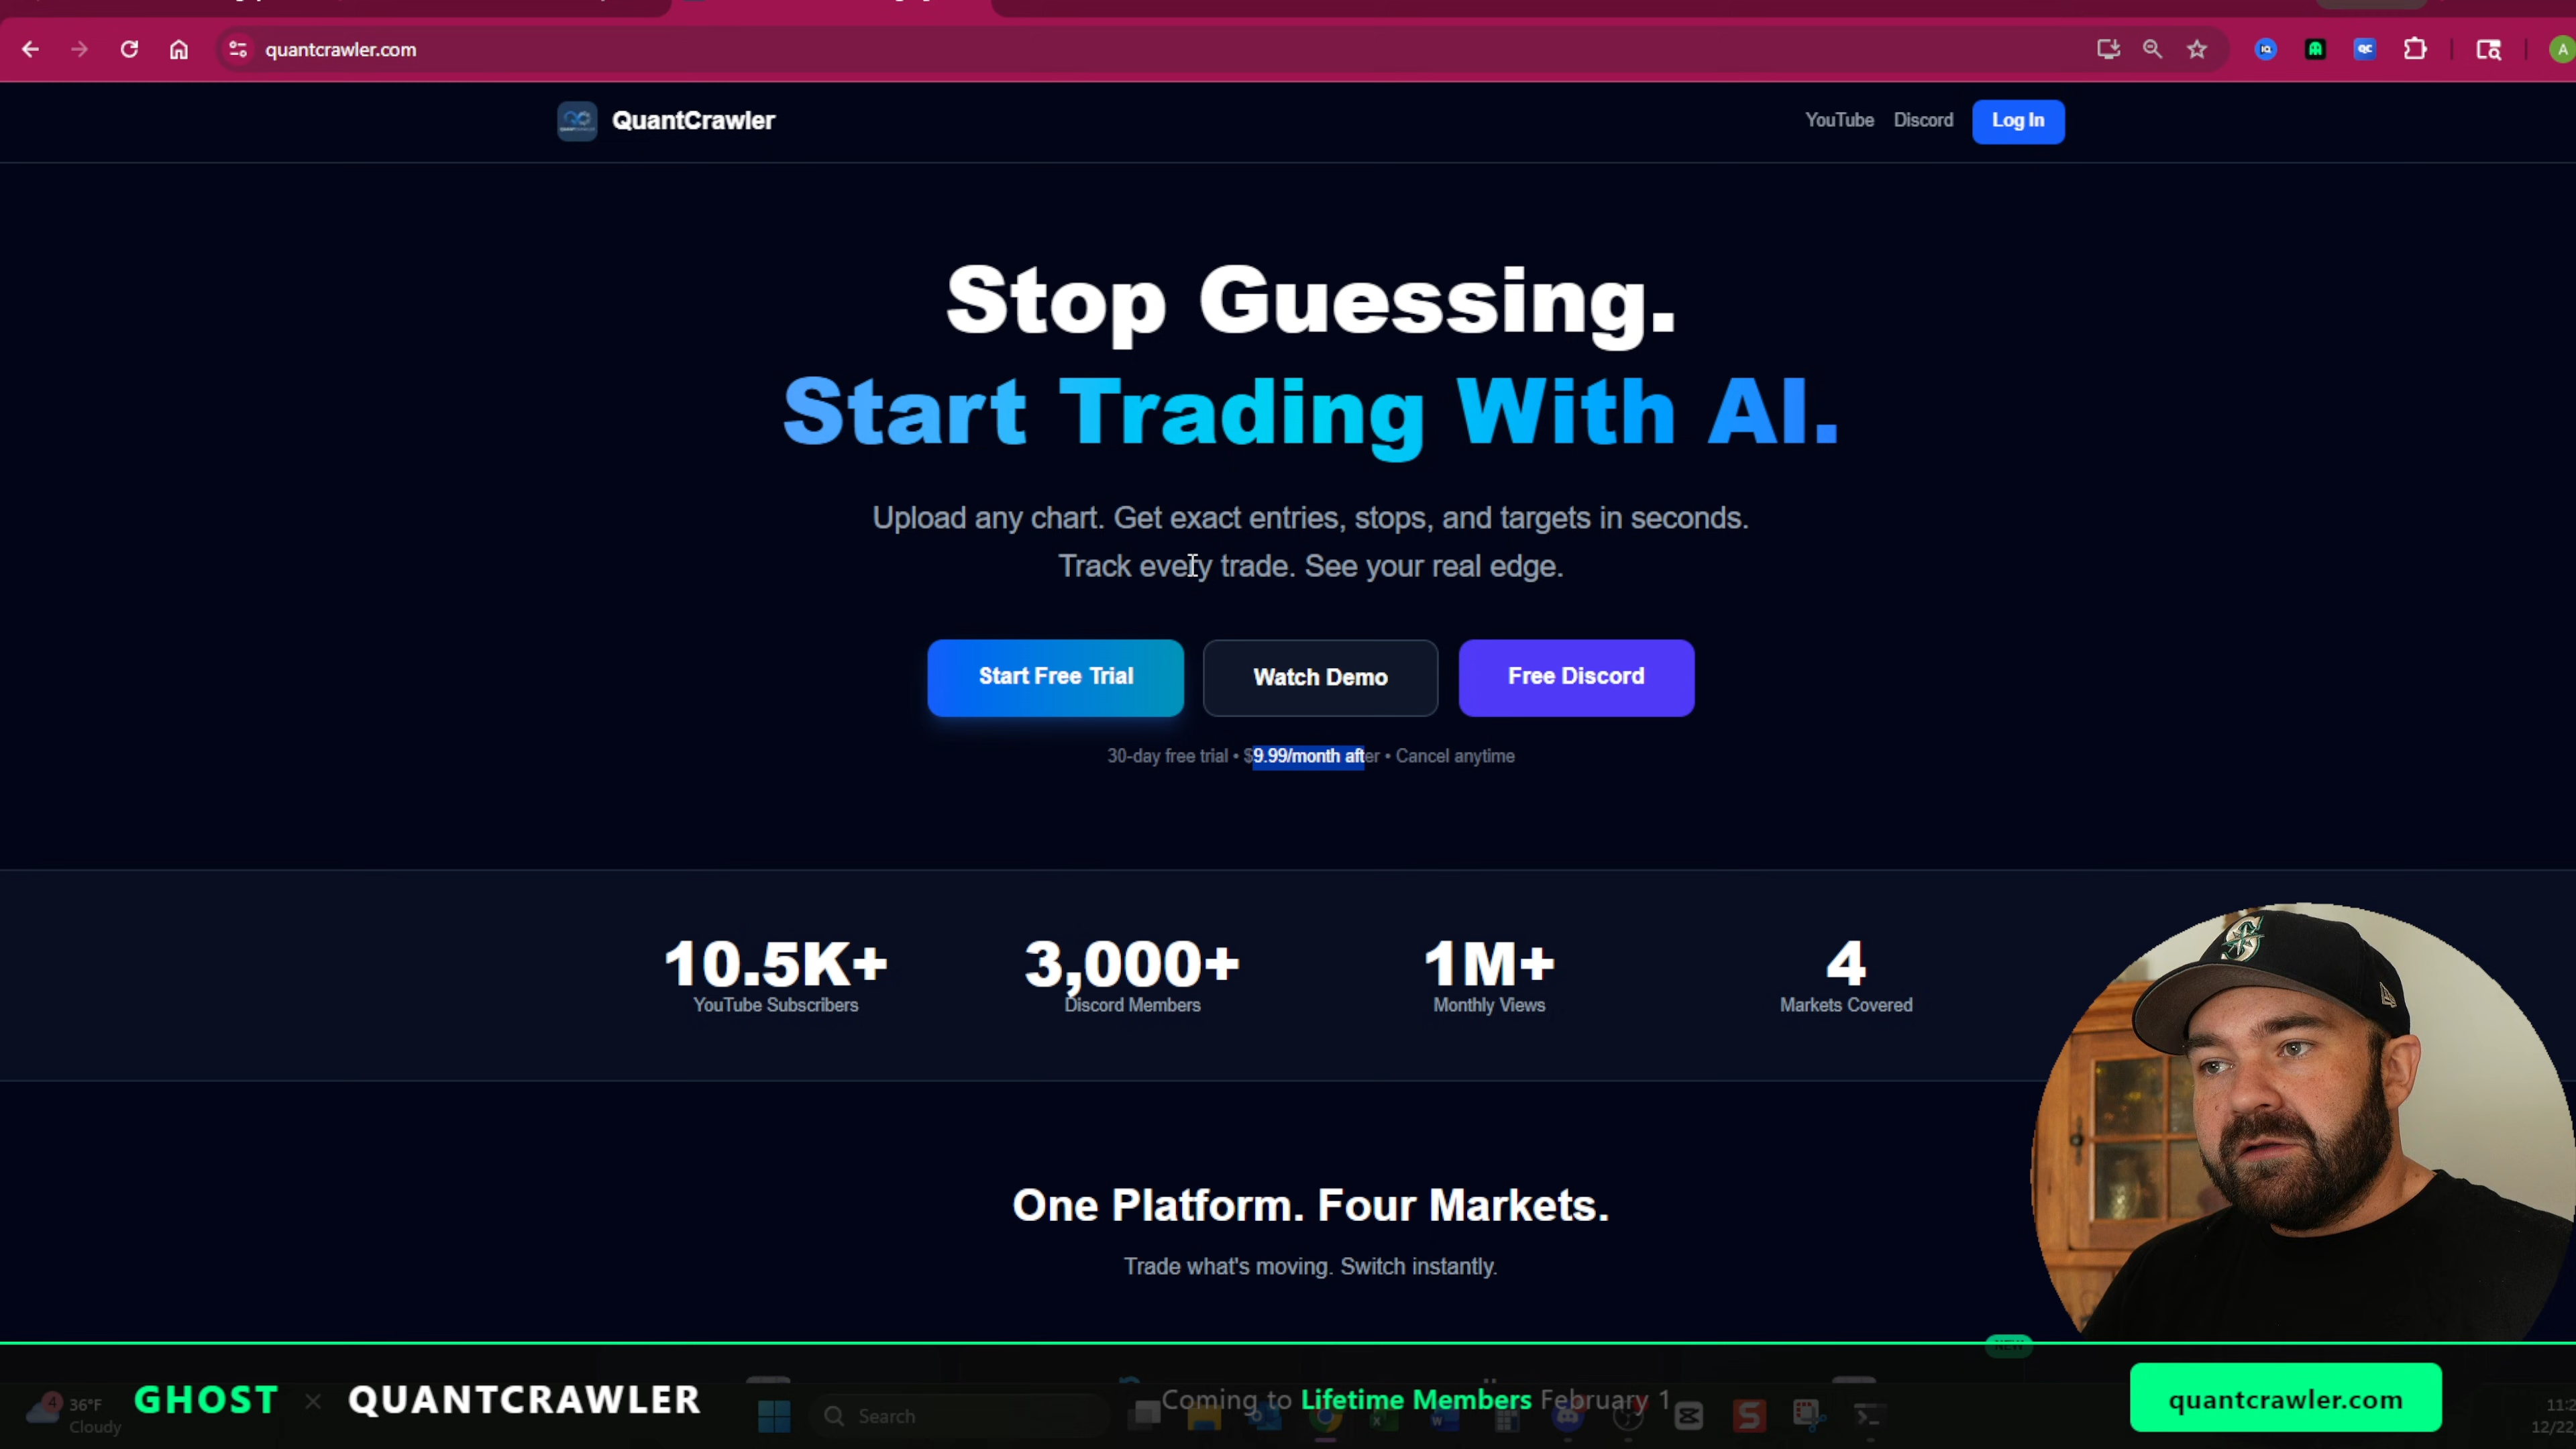 quantcrawler.com
QuantCrawler
YouTube Discord Log In
Stop Guessing.
Start Trading With AI.
Upload any chart. Get exact entries, stops, and targets in seconds.
Track every trade. See your real edge.
Start Free Trial Watch Demo Free Discord
30-day free trial • $9.99/month after • Cancel anytime
10.5K+ 3,000+ 1M+ 4
YouTube Subscribers Discord Members Monthly Views Markets Covered
One Platform. Four Markets.
Trade what's moving. Switch instantly.
NEW
GHOST × QUANTCRAWLER
Coming to Lifetime Members February 1
quantcrawler.com
4
36°F
Cloudy
Search